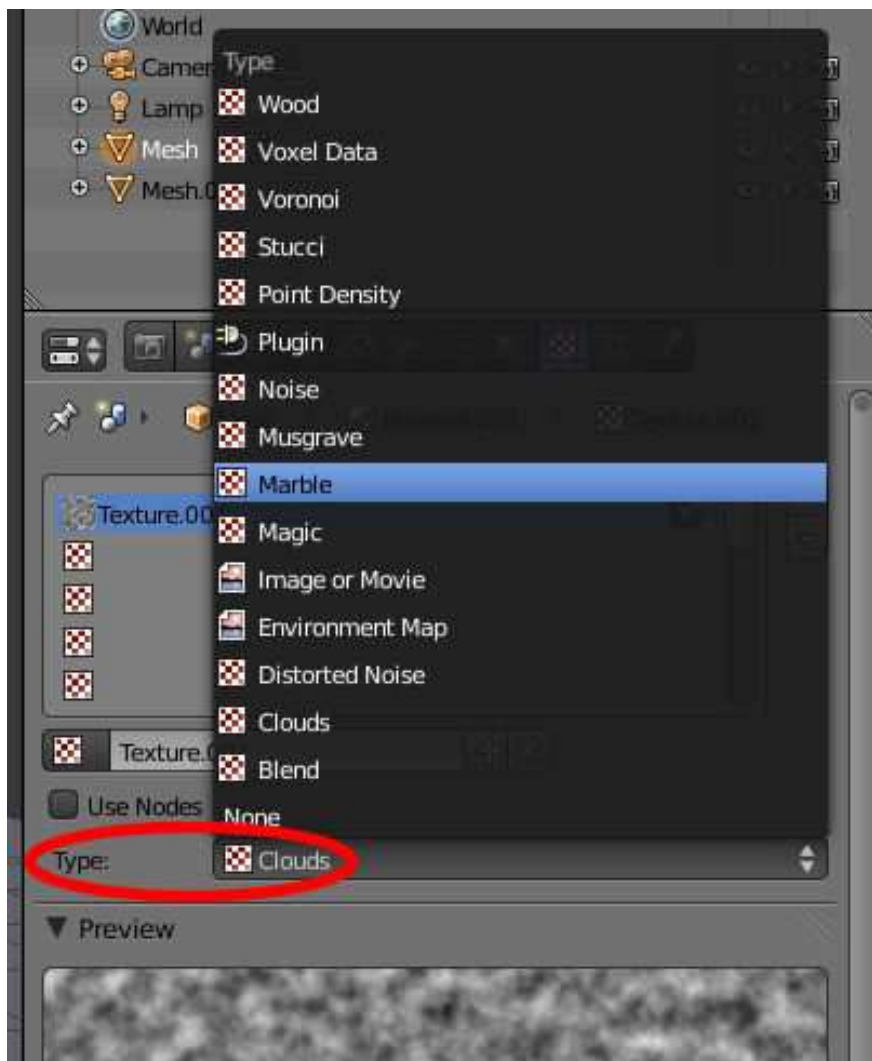 World
Camer
Type
Lamp
Wood
Mesh
Voxel Data
Mesh.0
Voronoi
Stucci
Point Density
Plugin
Noise
Musgrave
Marble
Texture.00
Magic
Image or Movie
Environment Map
Distorted Noise
Clouds
Texture.0
Blend
Use Nodes
None
Type:
Clouds
Preview